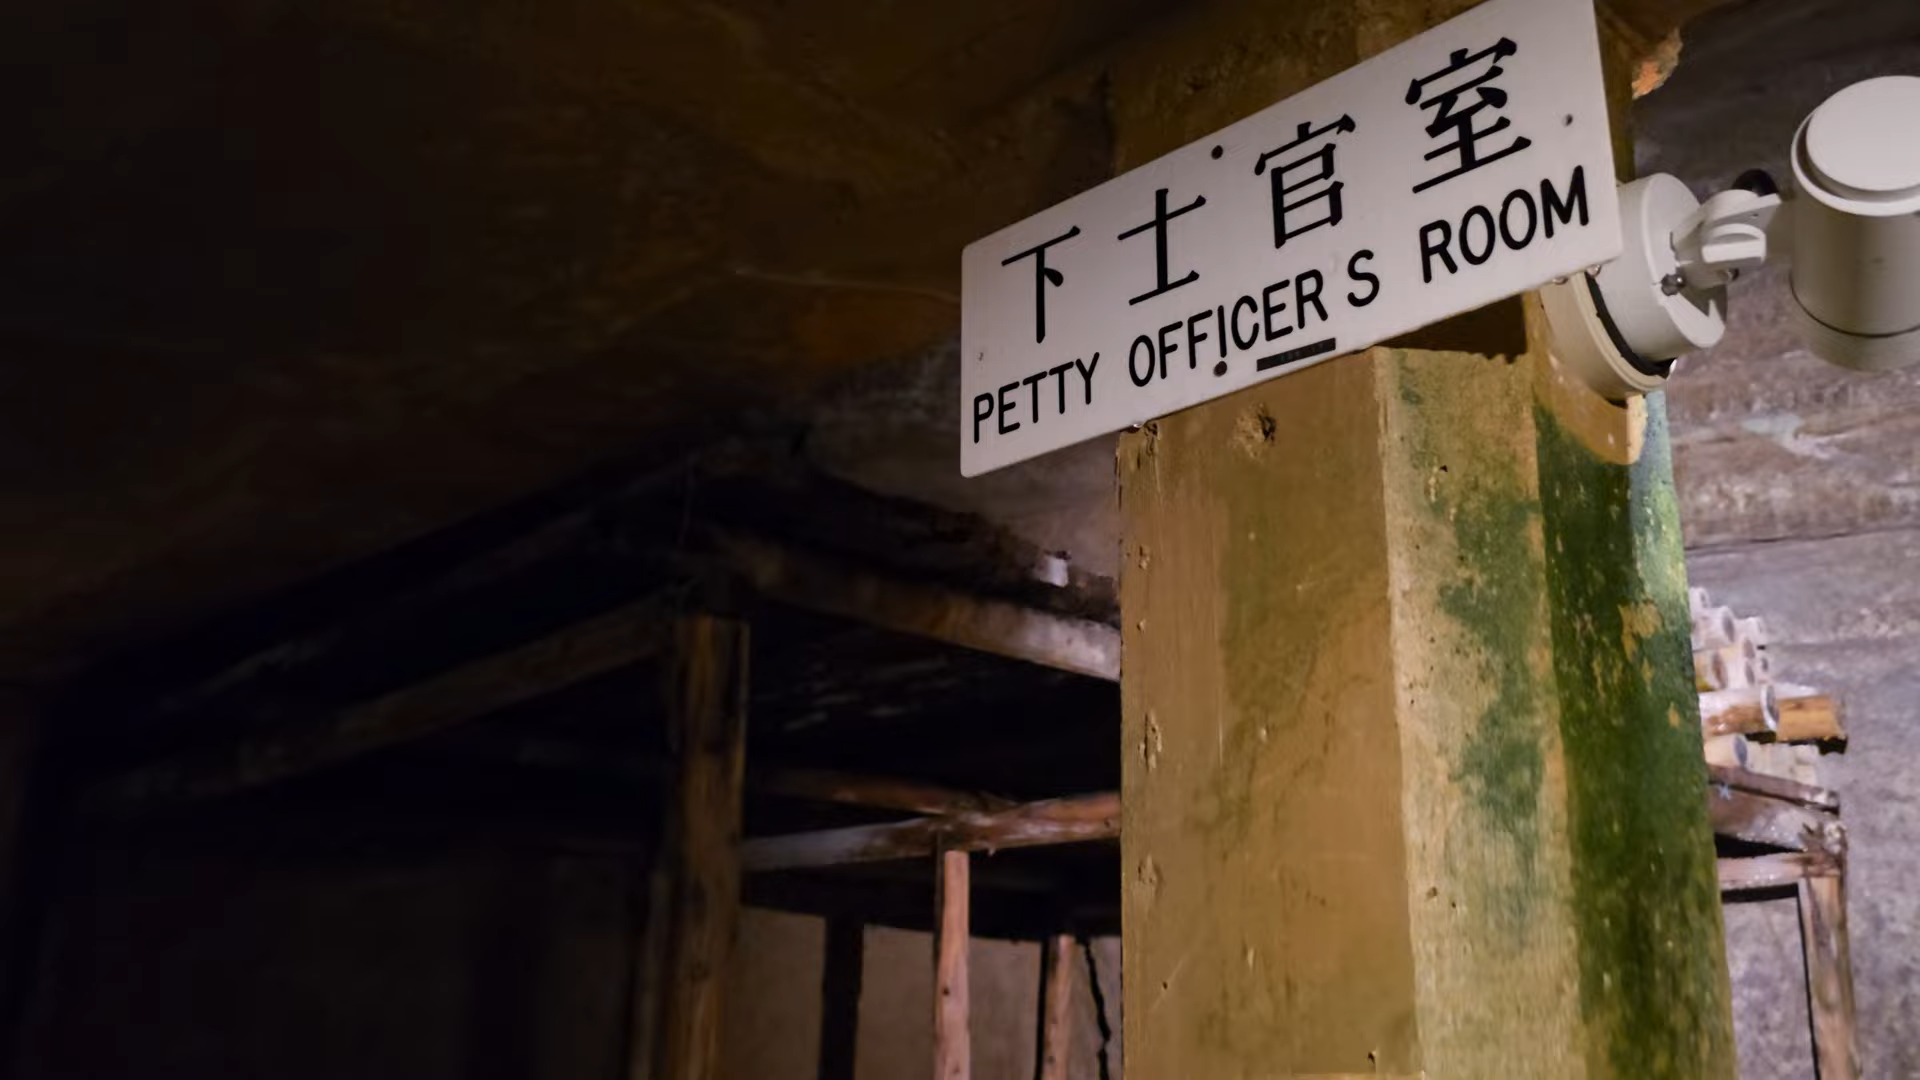 下士官室
PETTY OFFICER S ROOM